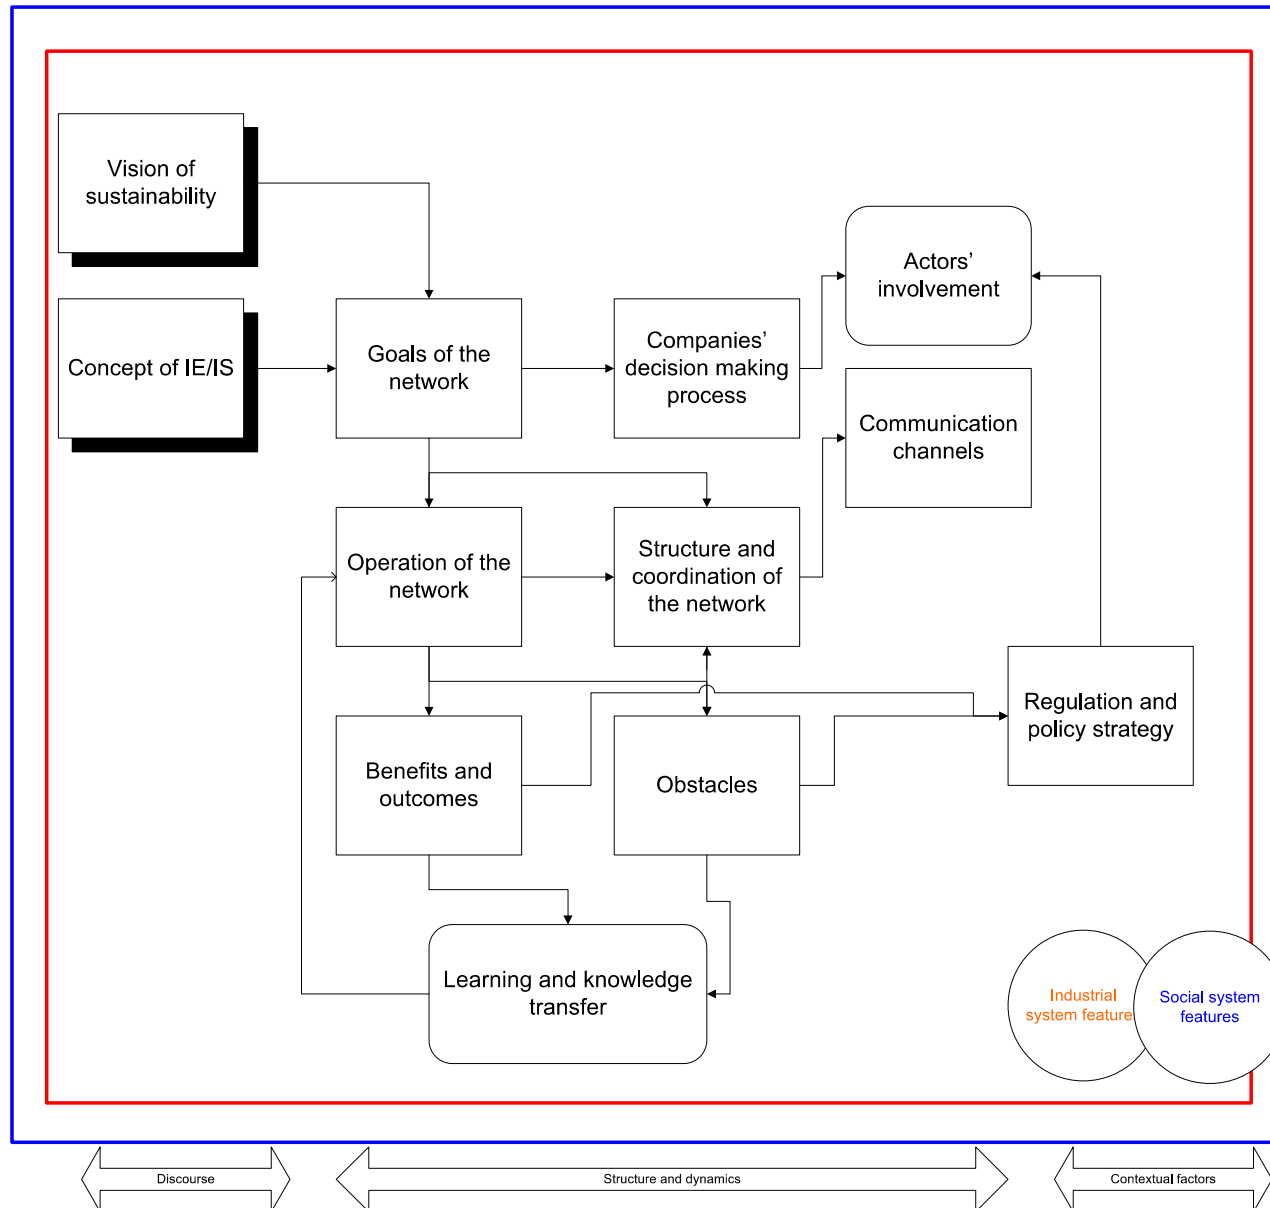 Vision of
sustainability
Actors’
involvement
Concept of IE/IS
Goals of the
network
Companies’
decision making
process
Communication
channels
Operation of the
network
Structure and
coordination of
the network
Regulation and
policy strategy
Benefits and
outcomes
Obstacles
Learning and knowledge
transfer
Industrial
system feature
Social system
features
Discourse
Structure and dynamics
Contextual factors